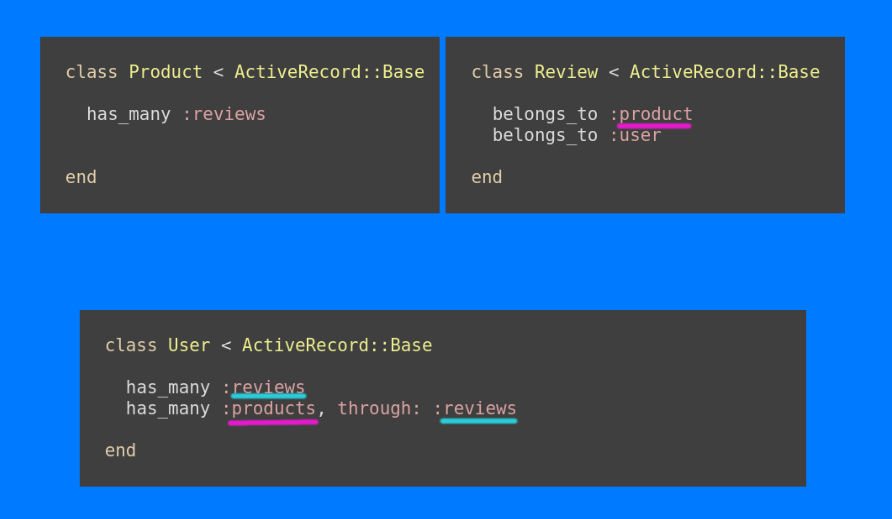 class Product < ActiveRecord::Base
has_many :reviews
end
class Review < ActiveRecord::Base
belongs_to :product
belongs_to :user
end
class User < ActiveRecord::Base
has_many :reviews
has_many :products, through: :reviews
end